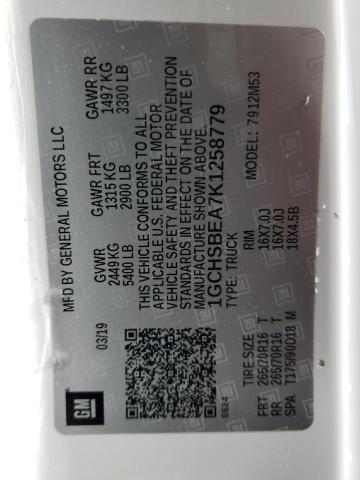 GM
MFD BY GENERAL MOTORS LLC
03/19
GVWR GAWR FRT GAWR RR
2449 KG 1315 KG 1497 KG
5400 LB 2900 LB 3300 LB
THIS VEHICLE CONFORMS TO ALL
APPLICABLE U.S. FEDERAL MOTOR
VEHICLE SAFETY AND THEFT PREVENTION
STANDARDS IN EFFECT ON THE DATE OF
MANUFACTURE SHOWN ABOVE.
1GCHSBEA7K1258779
TYPE: TRUCK MODEL: 7912M53
8624
TIRE SIZE RIM
FRT 265/70R16 T 16X7.0J
RR 265/70R16 T 16X7.0J
SPA T175/90D18 M 18X4.5B